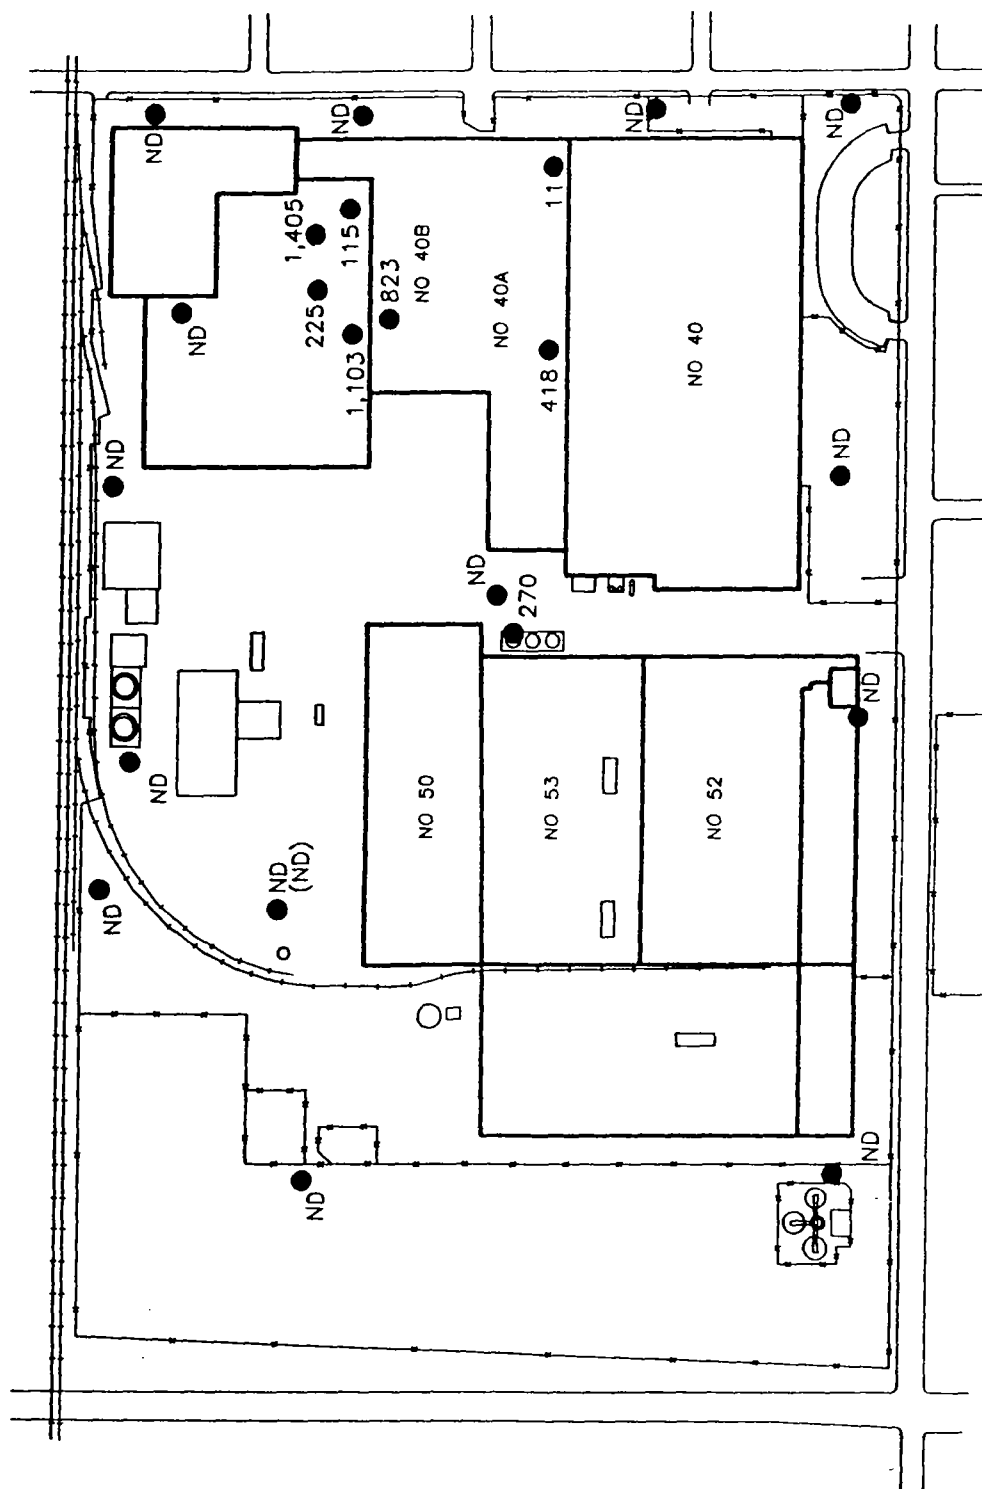 ND
ND
ND
ND
11
1,405
115
823
NO 40B
NO 40A
225
ND
1,103
418
NO 40
ND
ND
ND
270
ND
ND
NO 50
NO 53
NO 52
ND
(ND)
ND
ND
ND